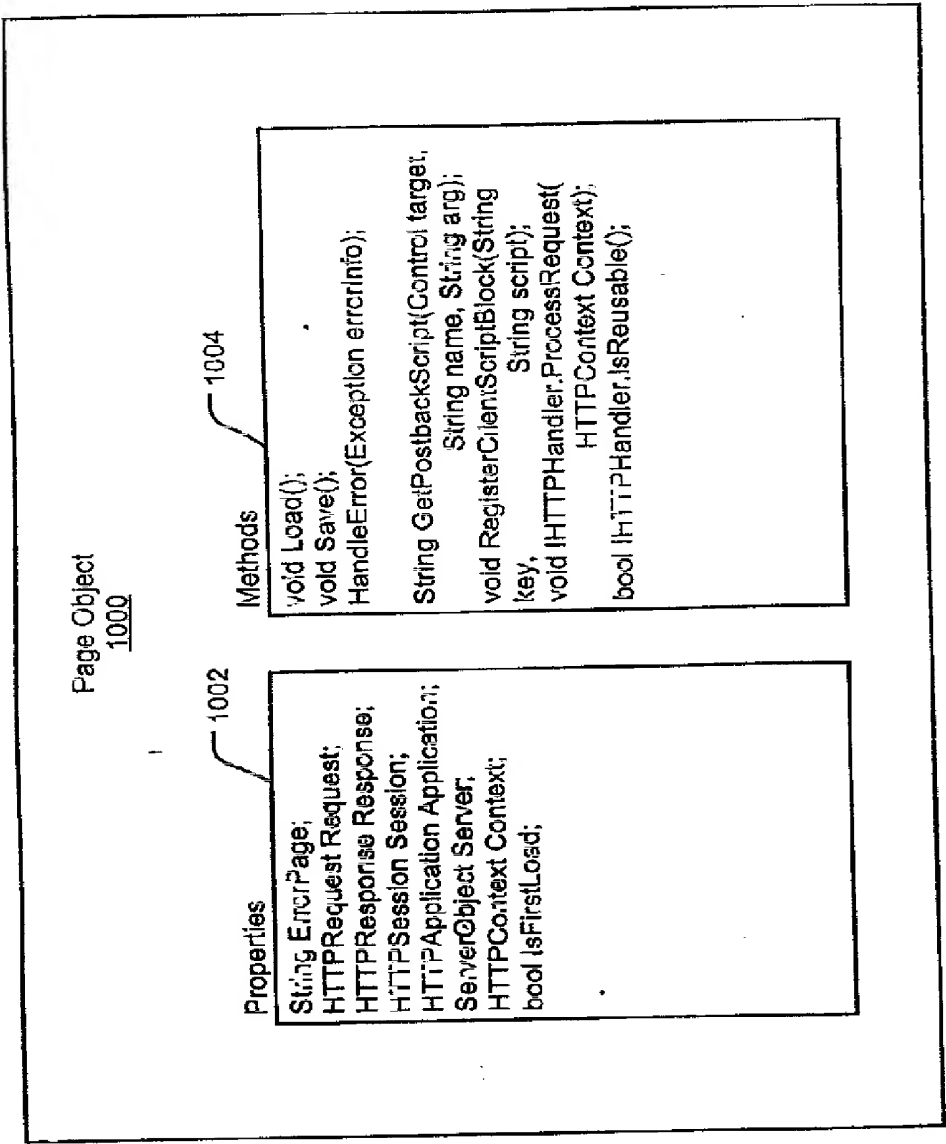 Page Object
1000
1002
Properties
String ErrorPage;
HTTPRequest Request;
HTTPResponse Response;
HTTPSession Session;
HTTPApplication Application;
ServerObject Server;
HTTPContext Context;
bool IsFirstLoad;
1004
Methods
void Load();
void Save();
HandleError(Exception errorInfo);
String GetPostbackScript(Control target,
String name, String arg);
void RegisterClientScriptBlock(String
key,
String script);
void IHTTPHandler.ProcessRequest(
HTTPContext Context);
bool IHTTPHandler.IsReusable();